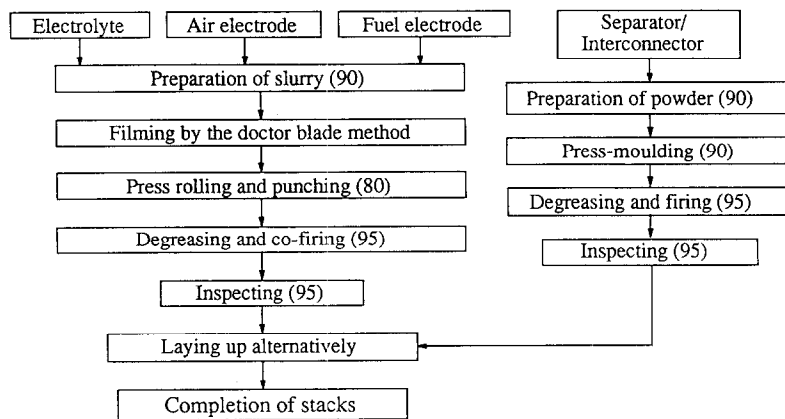 Electrolyte
Air electrode
Fuel electrode
Preparation of slurry (90)
Filming by the doctor blade method
Press rolling and punching (80)
Degreasing and co-firing (95)
Inspecting (95)
Separator/
Interconnector
Preparation of powder (90)
Press-moulding (90)
Degreasing and firing (95)
Inspecting (95)
Laying up alternatively
Completion of stacks